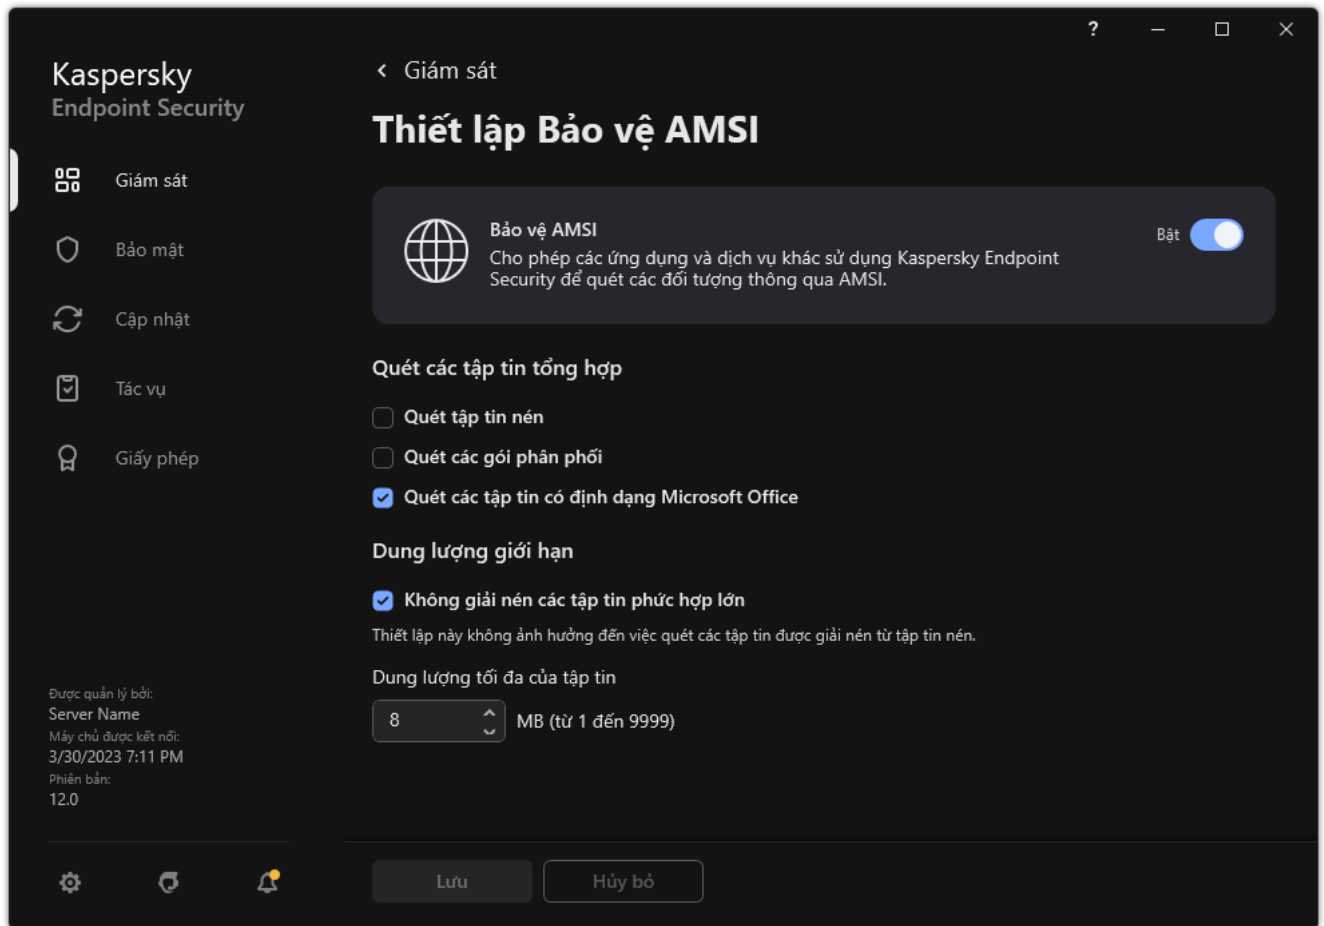 ?
Kaspersky
Endpoint Security
Giám sát
Bảo mật
Cập nhật
Tác vụ
Giấy phép
Được quản lý bởi:
Server Name
Máy chủ được kết nối:
3/30/2023 7:11 PM
Phiên bản:
12.0
Giám sát
Thiết lập Bảo vệ AMSI
Bảo vệ AMSI
Cho phép các ứng dụng và dịch vụ khác sử dụng Kaspersky Endpoint
Security để quét các đối tượng thông qua AMSI.
Bật
Quét các tập tin tổng hợp
Quét tập tin nén
Quét các gói phân phối
Quét các tập tin có định dạng Microsoft Office
Dung lượng giới hạn
Không giải nén các tập tin phức hợp lớn
Thiết lập này không ảnh hưởng đến việc quét các tập tin được giải nén từ tập tin nén.
Dung lượng tối đa của tập tin
8 MB (từ 1 đến 9999)
Lưu
Hủy bỏ